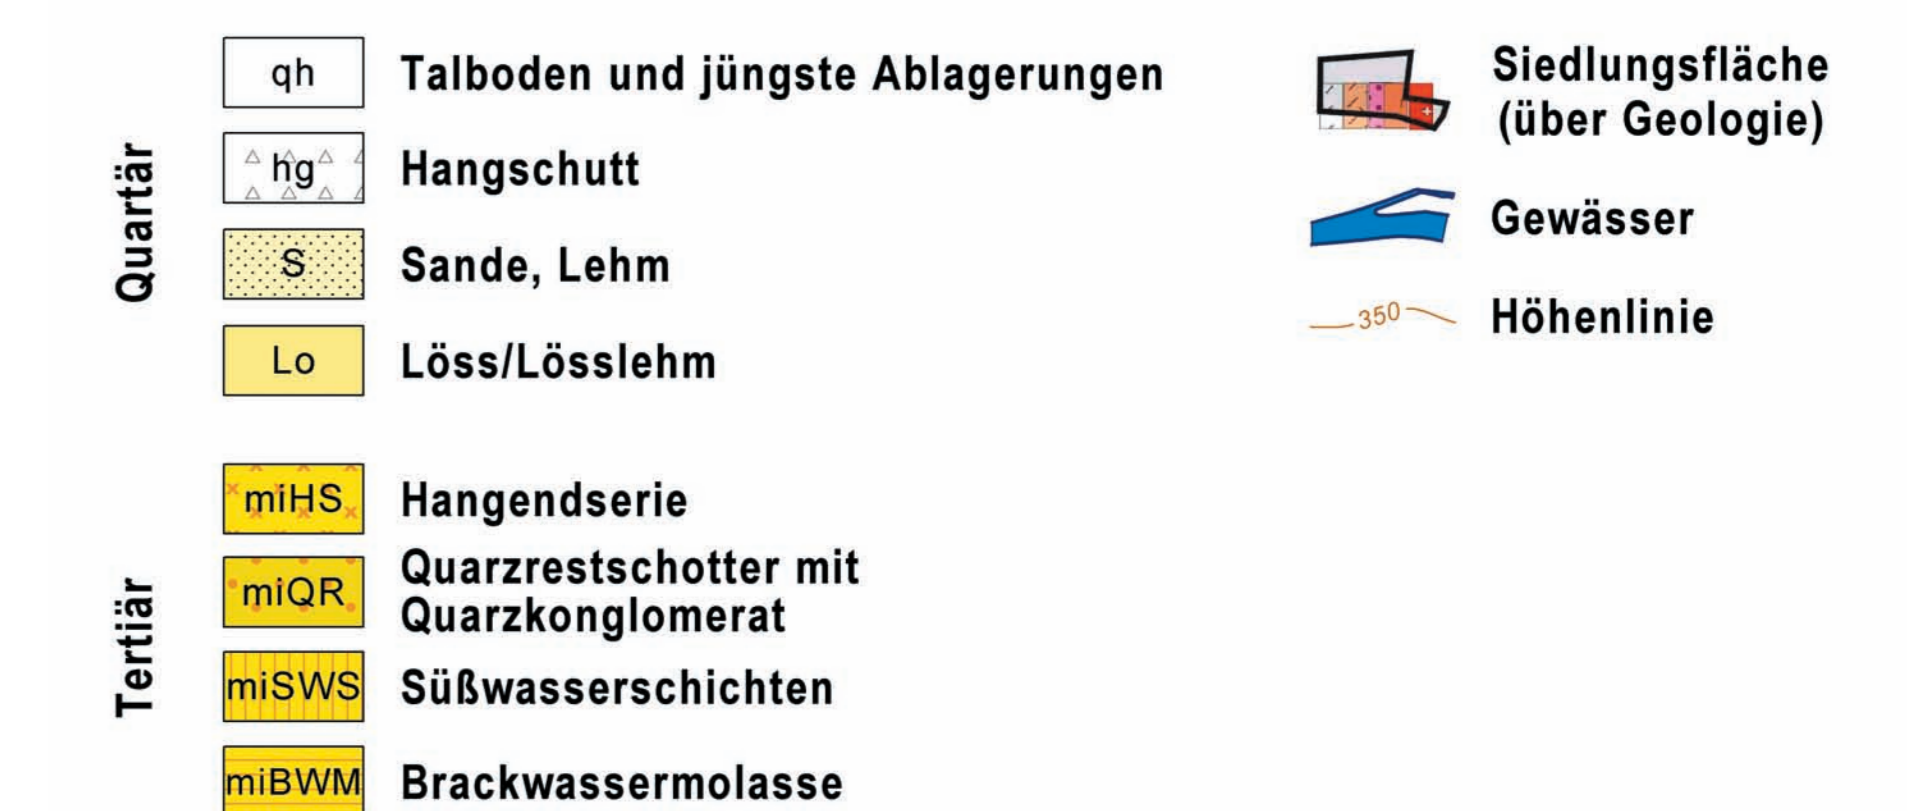 Quartär
qh
Talboden und jüngste Ablagerungen
hg
Hangschutt
S
Sande, Lehm
Lo
Löss/Lösslehm
Tertiär
miHS
Hangendserie
miQR
Quarzrestschotter mit
Quarzkonglomerat
miSWS
Süßwasserschichten
miBWM
Brackwassermolasse
Siedlungsfläche
(über Geologie)
Gewässer
350
Höhenlinie